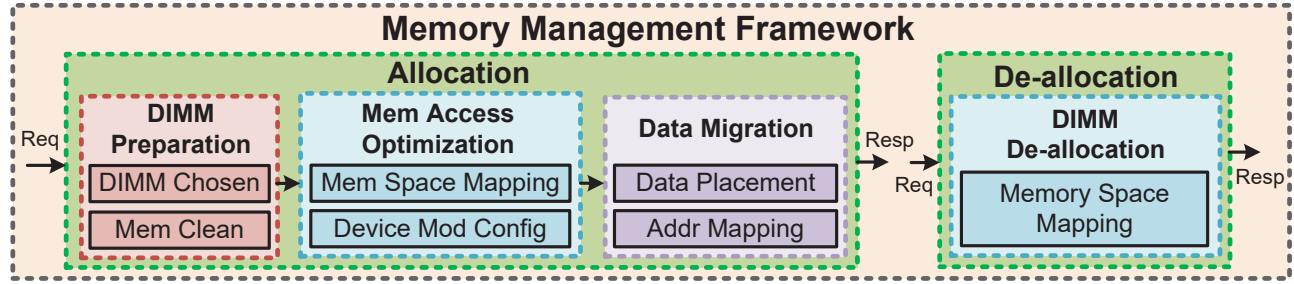 Memory Management Framework
Allocation
Req
DIMM
Preparation
DIMM Chosen
Mem Clean
Mem Access
Optimization
Mem Space Mapping
Device Mod Config
Data Migration
Data Placement
Addr Mapping
Resp
Req
De-allocation
DIMM
De-allocation
Memory Space
Mapping
Resp